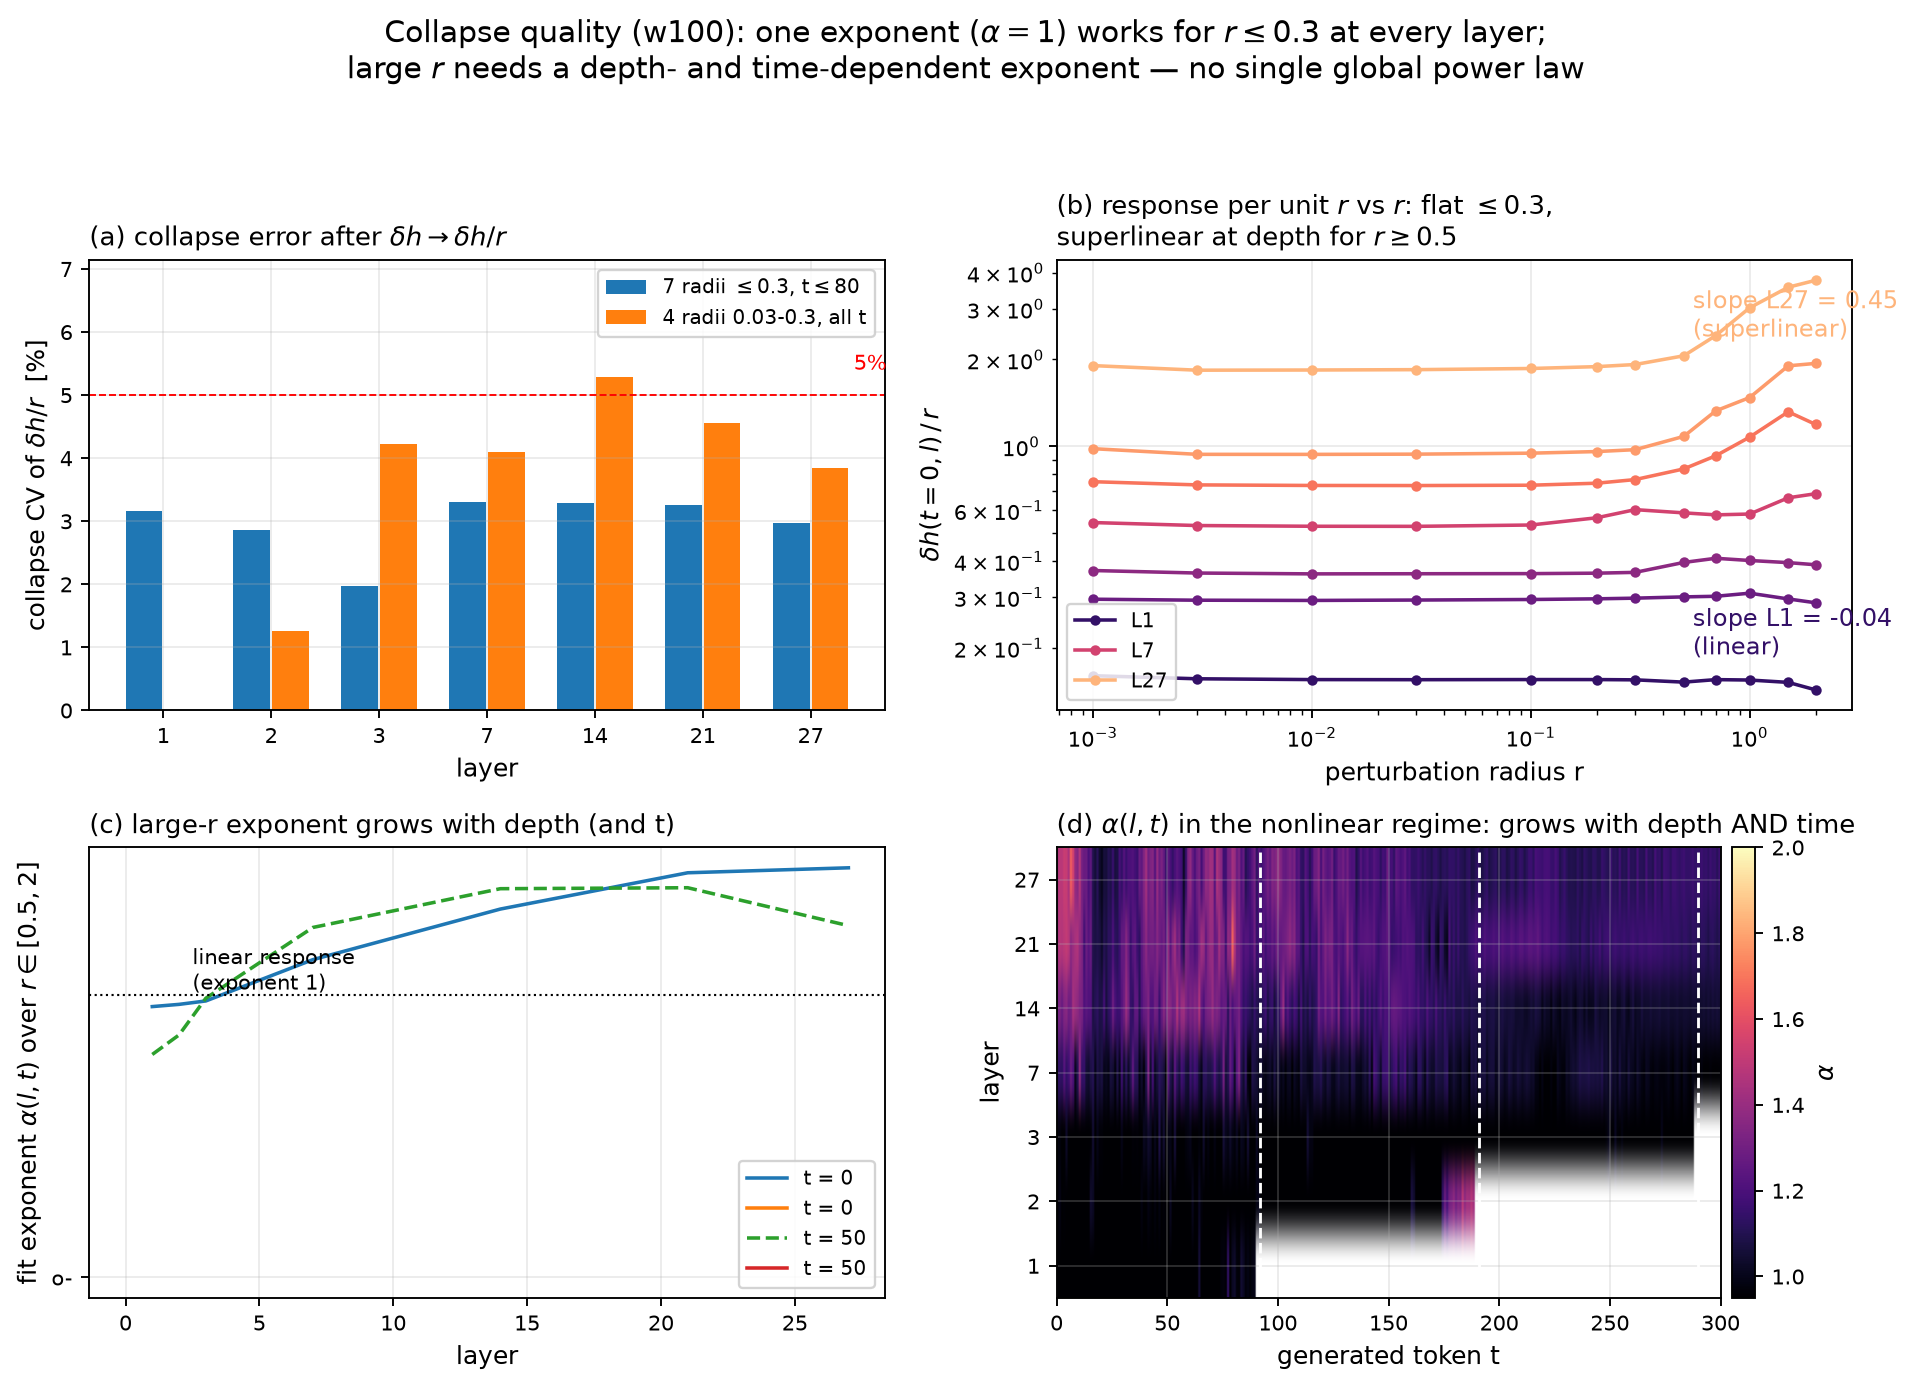 Collapse quality (w100): one exponent (α = 1) works for r ≤ 0.3 at every layer;
large r needs a depth- and time-dependent exponent — no single global power law
(a) collapse error after δh → δh/r
7
6
5
4
3
2
1
0
collapse CV of δh/r [%]
7 radii ≤0.3, t≤80
4 radii 0.03-0.3, all t
5%
1 2 3 7 14 21 27
layer
(b) response per unit r vs r: flat ≤0.3,
superlinear at depth for r ≥ 0.5
4 × 10⁰
3 × 10⁰
2 × 10⁰
10⁰
6 × 10⁻¹
4 × 10⁻¹
3 × 10⁻¹
2 × 10⁻¹
δh(t = 0, l) / r
slope L27 = 0.45
(superlinear)
slope L1 = -0.04
(linear)
L1
L7
L27
10⁻³ 10⁻² 10⁻¹ 10⁰
perturbation radius r
(c) large-r exponent grows with depth (and t)
fit exponent α(l, t) over r ∈ [0.5, 2]
linear response
(exponent 1)
t = 0
t = 0
t = 50
t = 50
0 5 10 15 20 25
layer
(d) α(l, t) in the nonlinear regime: grows with depth AND time
27
21
14
7
3
2
1
layer
0 50 100 150 200 250 300
generated token t
2.0
1.8
1.6
1.4
1.2
1.0
α